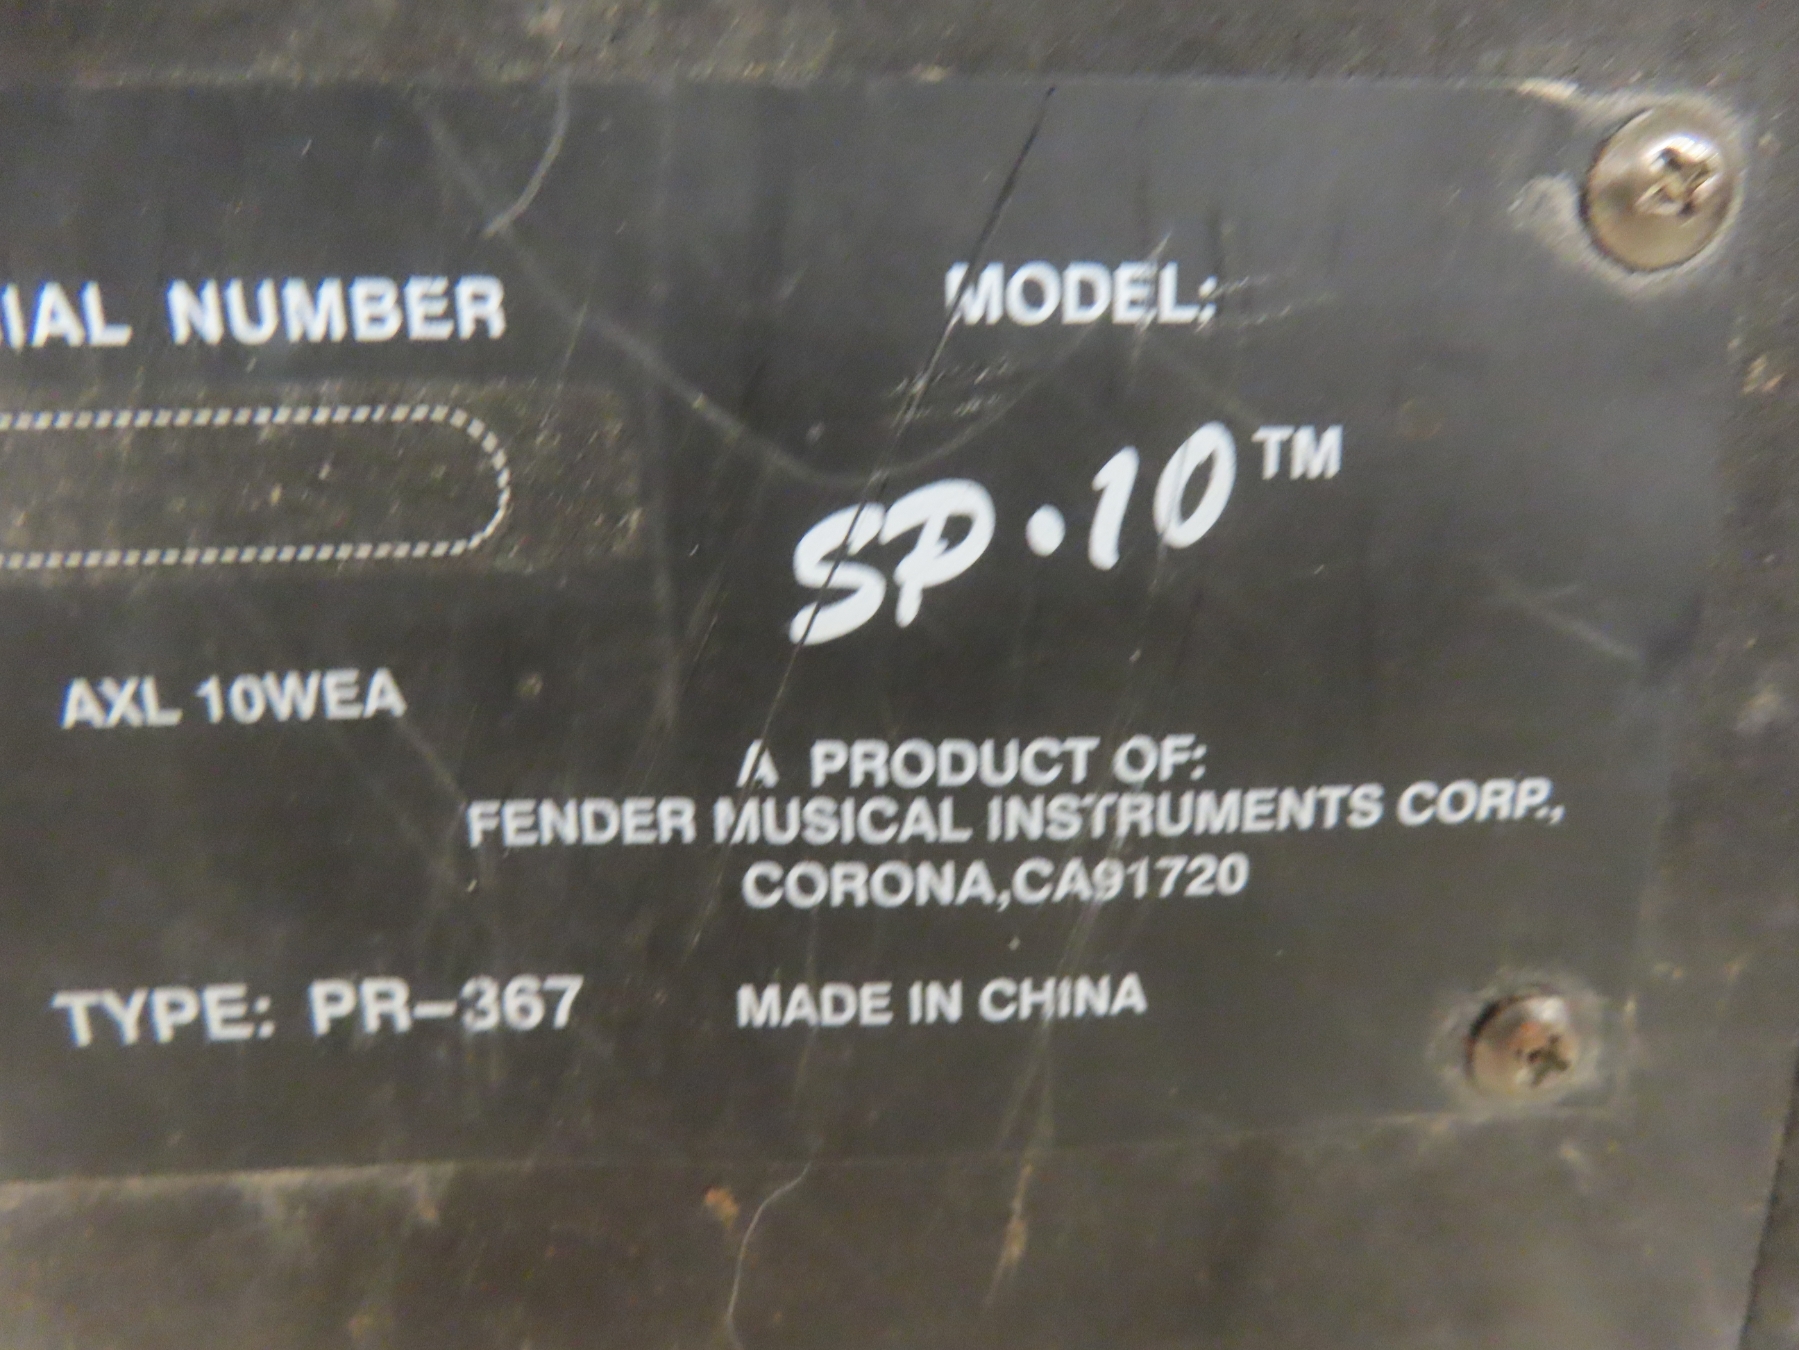 IAL NUMBER
MODEL:
SP·10™
AXL 10WEA
A PRODUCT OF:
FENDER MUSICAL INSTRUMENTS CORP.,
CORONA,CA91720
TYPE: PR-367
MADE IN CHINA